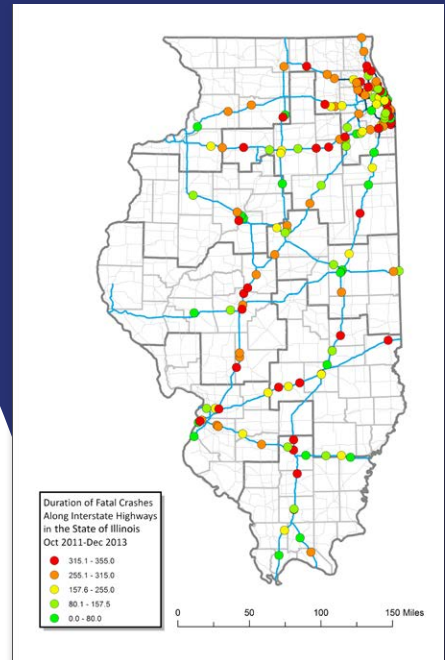 Duration of Fatal Crashes
Along Interstate Highways
in the State of Illinois
Oct 2011-Dec 2013
315.1 - 355.0
255.1 - 315.0
157.6 - 255.0
80.1 - 157.5
0.0 - 80.0
0 50 100 150 Miles